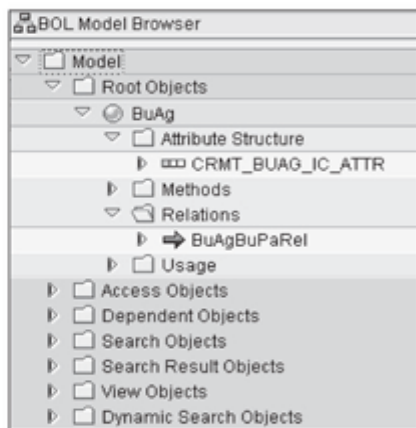 BOL Model Browser
Model
Root Objects
BuAg
Attribute Structure
CRMT_BUAG_IC_ATTR
Methods
Relations
BuAgBuPaRel
Usage
Access Objects
Dependent Objects
Search Objects
Search Result Objects
View Objects
Dynamic Search Objects